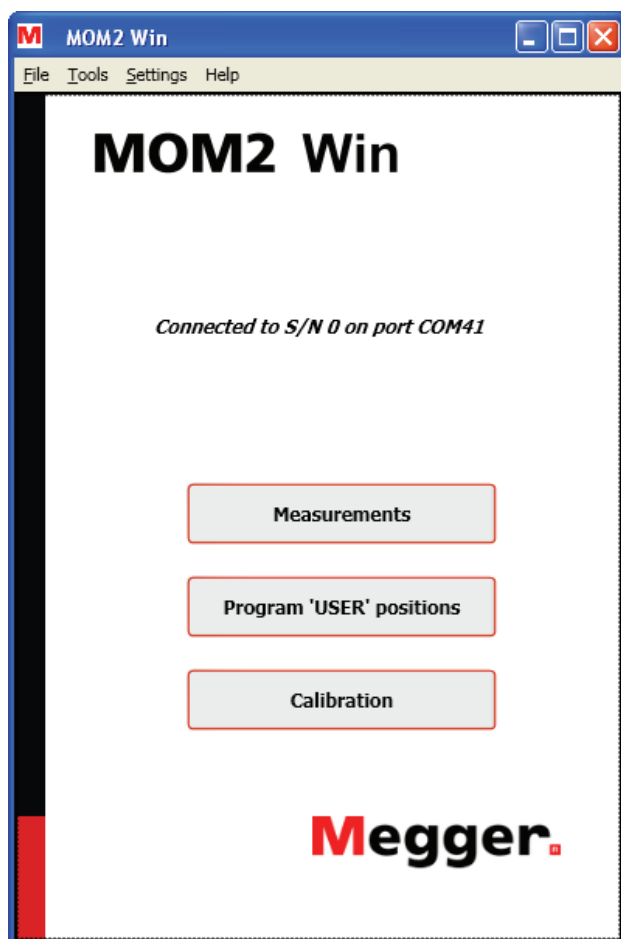 M MOM2 Win
File Tools Settings Help
MOM2 Win
Connected to S/N 0 on port COM41
Measurements
Program 'USER' positions
Calibration
Megger.